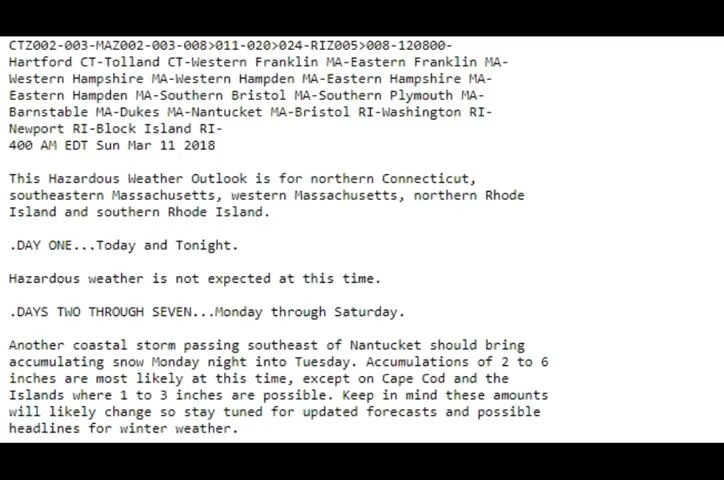 CTZ002-003-MAZ002-003-008>011-020>024-RIZ005>008-120800-
Hartford CT-Tolland CT-Western Franklin MA-Eastern Franklin MA-
Western Hampshire MA-Western Hampden MA-Eastern Hampshire MA-
Eastern Hampden MA-Southern Bristol MA-Southern Plymouth MA-
Barnstable MA-Dukes MA-Nantucket MA-Bristol RI-Washington RI-
Newport RI-Block Island RI-
400 AM EDT Sun Mar 11 2018
This Hazardous Weather Outlook is for northern Connecticut,
southeastern Massachusetts, western Massachusetts, northern Rhode
Island and southern Rhode Island.
.DAY ONE...Today and Tonight.
Hazardous weather is not expected at this time.
.DAYS TWO THROUGH SEVEN...Monday through Saturday.
Another coastal storm passing southeast of Nantucket should bring
accumulating snow Monday night into Tuesday. Accumulations of 2 to 6
inches are most likely at this time, except on Cape Cod and the
Islands where 1 to 3 inches are possible. Keep in mind these amounts
will likely change so stay tuned for updated forecasts and possible
headlines for winter weather.